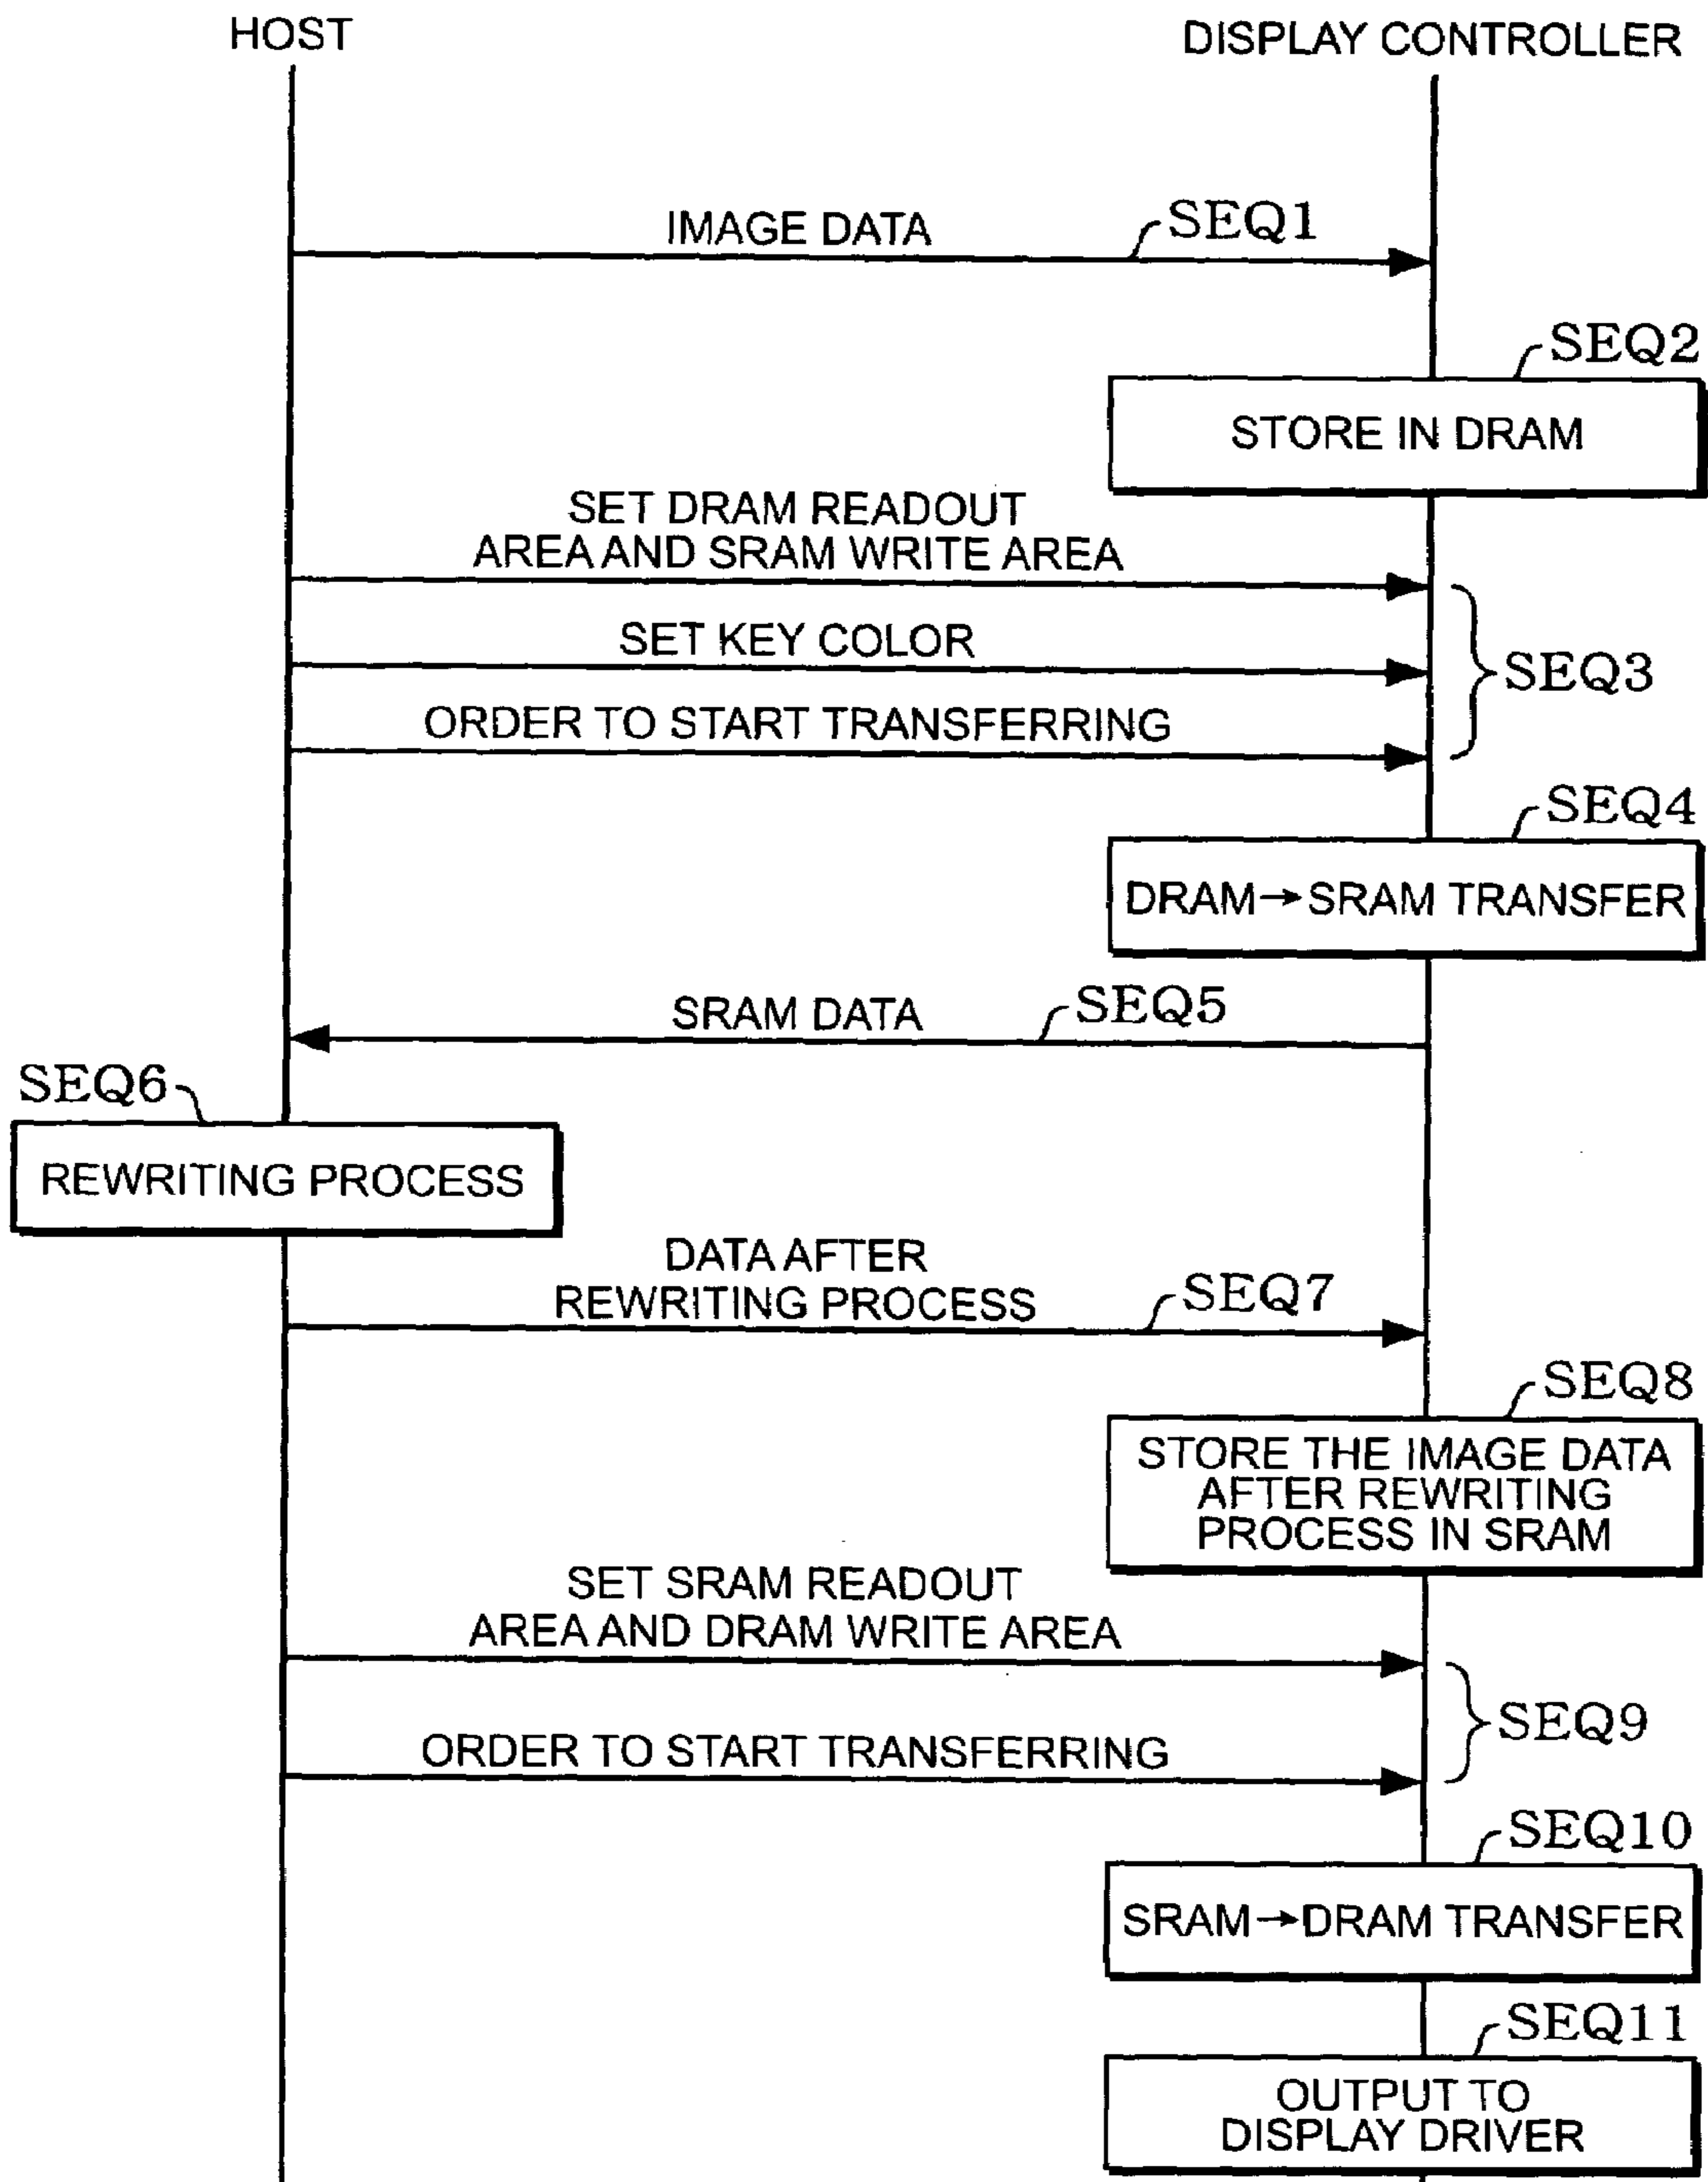 HOST
DISPLAY CONTROLLER
IMAGE DATA
SEQ1
SEQ2
STORE IN DRAM
SET DRAM READOUT
AREA AND SRAM WRITE AREA
SET KEY COLOR
SEQ3
ORDER TO START TRANSFERRING
SEQ4
DRAM→SRAM TRANSFER
SRAM DATA
SEQ5
SEQ6
REWRITING PROCESS
DATA AFTER
REWRITING PROCESS
SEQ7
SEQ8
STORE THE IMAGE DATA
AFTER REWRITING
PROCESS IN SRAM
SET SRAM READOUT
AREA AND DRAM WRITE AREA
SEQ9
ORDER TO START TRANSFERRING
SEQ10
SRAM→DRAM TRANSFER
SEQ11
OUTPUT TO
DISPLAY DRIVER